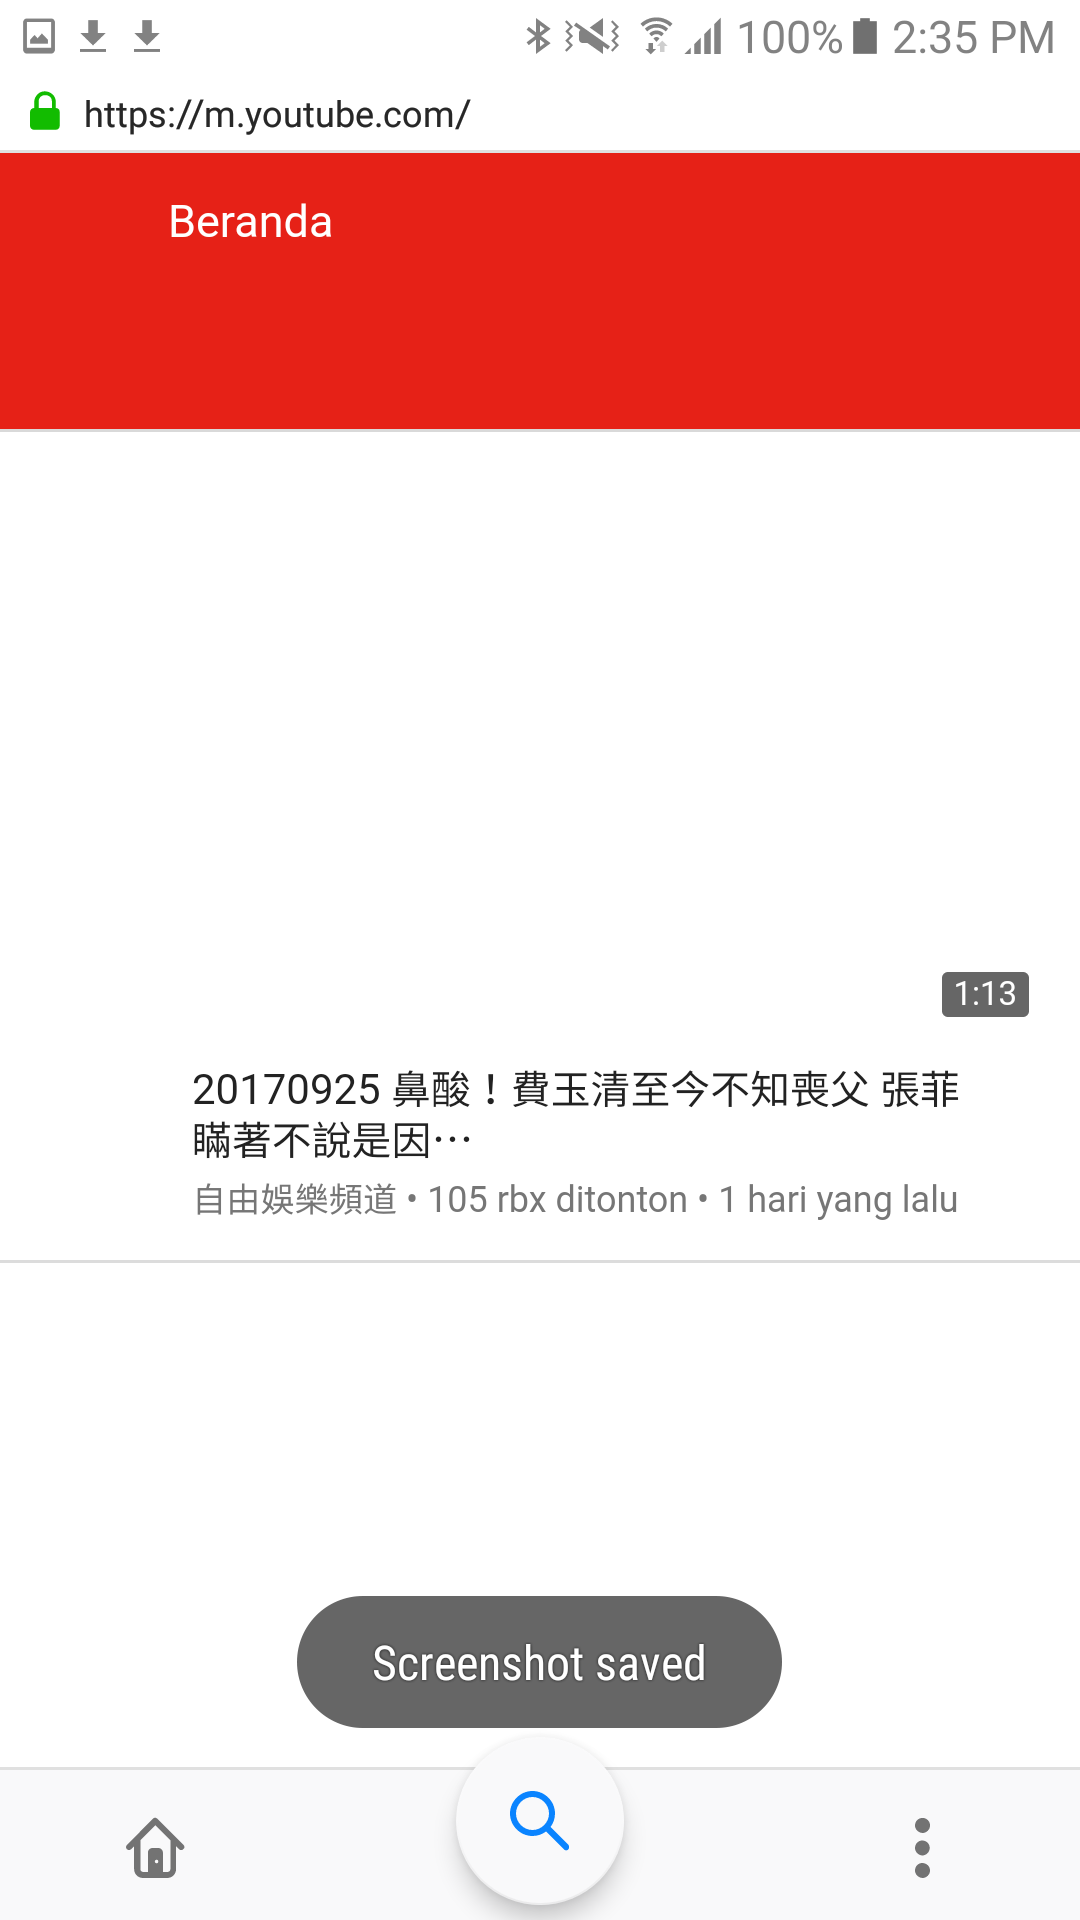 100% 2:35 PM
https://m.youtube.com/
Beranda
1:13
20170925 鼻酸！費玉清至今不知喪父 張菲
瞞著不說是因…
自由娛樂頻道 • 105 rbx ditonton • 1 hari yang lalu
Screenshot saved